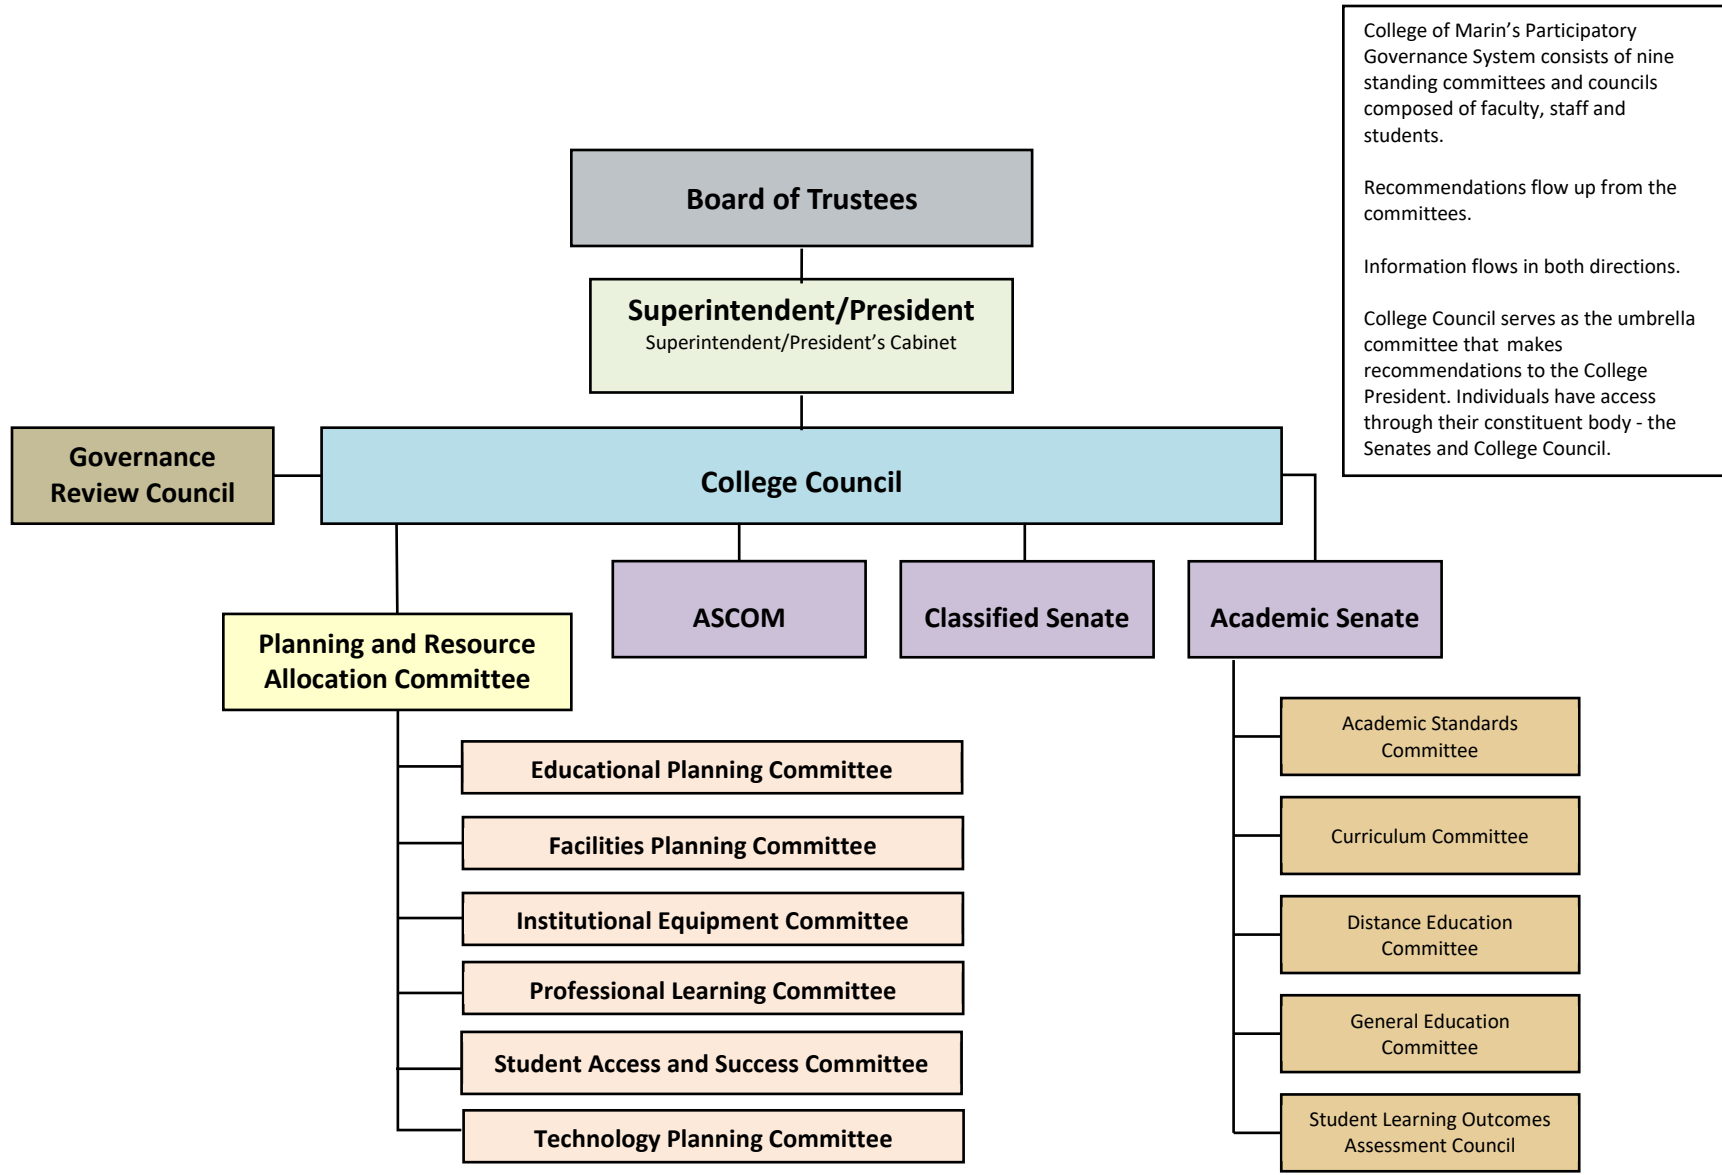 College of Marin’s Participatory
Governance System consists of nine
standing committees and councils
composed of faculty, staff and
students.
Recommendations flow up from the
committees.
Information flows in both directions.
College Council serves as the umbrella
committee that makes
recommendations to the College
President. Individuals have access
through their constituent body - the
Senates and College Council.
Board of Trustees
Superintendent/President
Superintendent/President’s Cabinet
Governance
Review Council
College Council
ASCOM
Classified Senate
Academic Senate
Planning and Resource
Allocation Committee
Educational Planning Committee
Facilities Planning Committee
Institutional Equipment Committee
Professional Learning Committee
Student Access and Success Committee
Technology Planning Committee
Academic Standards
Committee
Curriculum Committee
Distance Education
Committee
General Education
Committee
Student Learning Outcomes
Assessment Council